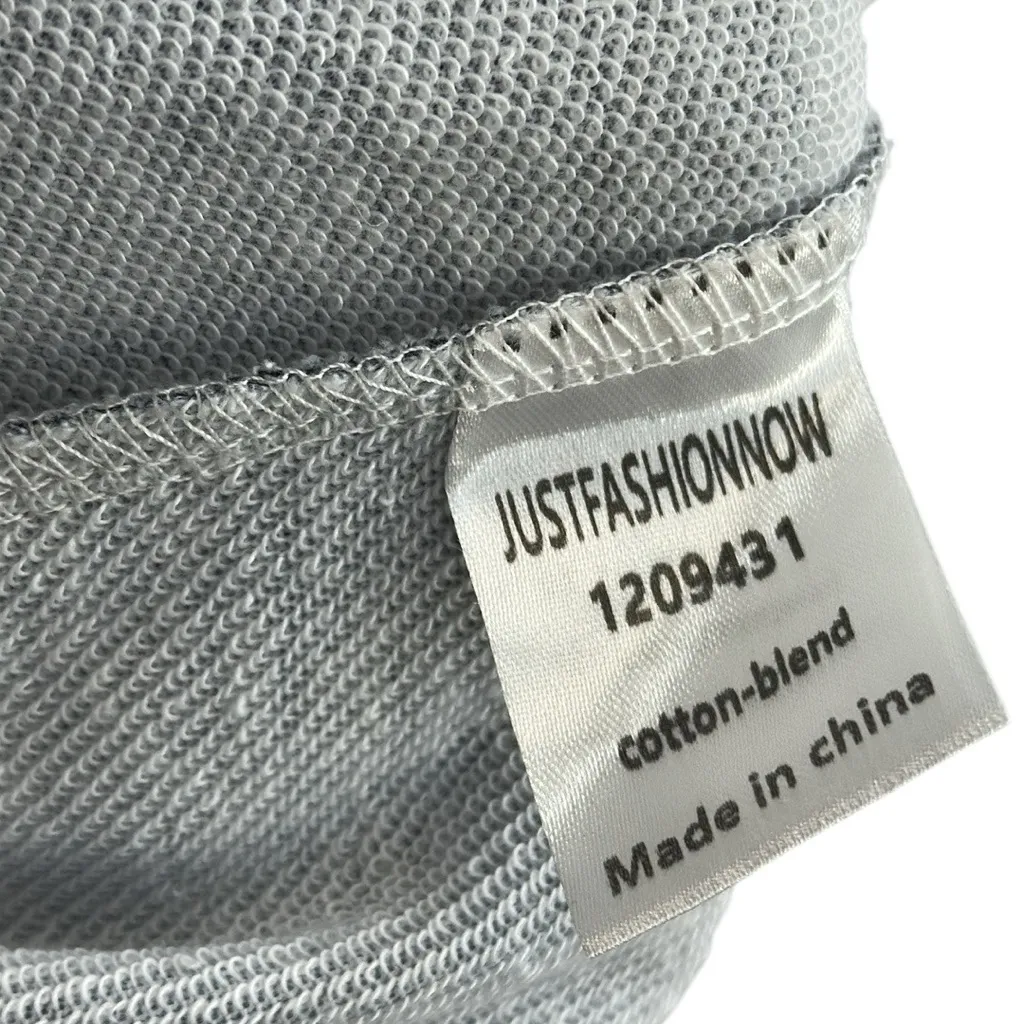 JUSTFASHIONNOW
1209431
cotton-blend
Made in china